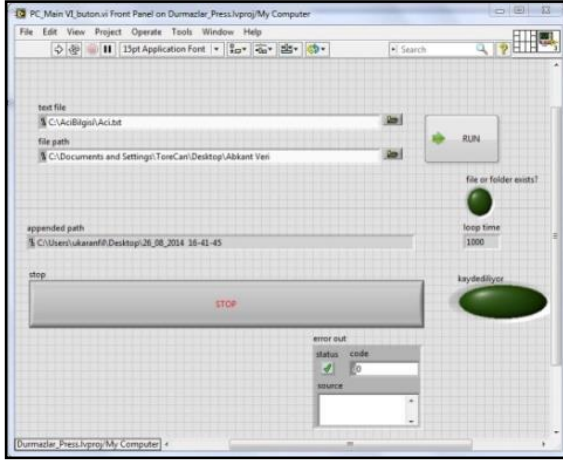 PC_Main VI_buton.vi Front Panel on Durmazlar_Press.lvproj/My Computer
File Edit View Project Operate Tools Window Help
15pt Application Font
Search
text file
C:\AciBilgisi\Aci.txt
file path
C:\Documents and Settings\ToreCan\Desktop\Abkant Veri
RUN
file or folder exists?
appended path
C:\Users\ukaranfil\Desktop\26_08_2014 16-41-45
loop time
1000
stop
STOP
kaydediliyor
error out
status code
0
source
Durmazlar_Press.lvproj/My Computer